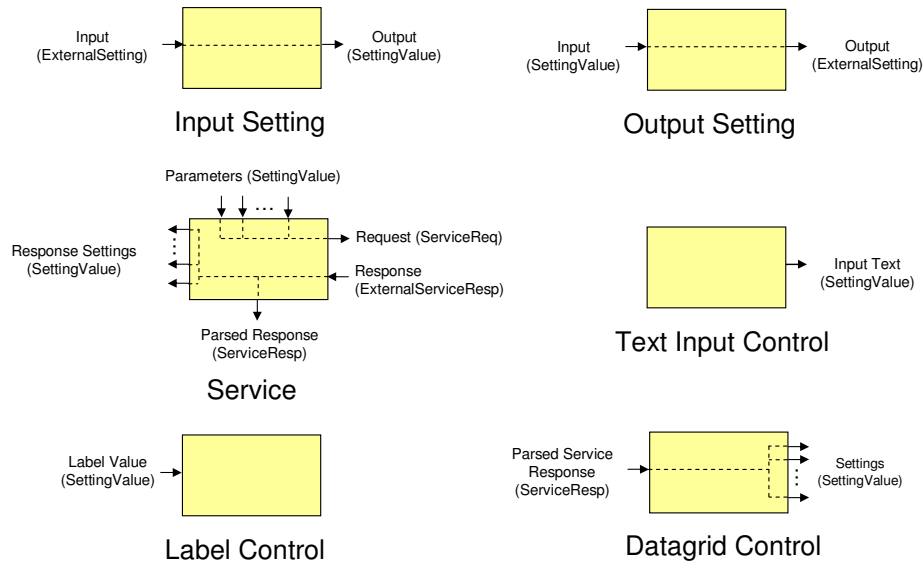 Input
(ExternalSetting)
Output
(SettingValue)
Input Setting
Input
(SettingValue)
Output
(ExternalSetting)
Output Setting
Parameters (SettingValue)
...
Request (ServiceReq)
Response Settings
(SettingValue)
...
Response
(ExternalServiceResp)
Parsed Response
(ServiceResp)
Service
Input Text
(SettingValue)
Text Input Control
Label Value
(SettingValue)
Label Control
Parsed Service
Response
(ServiceResp)
...
Settings
(SettingValue)
Datagrid Control